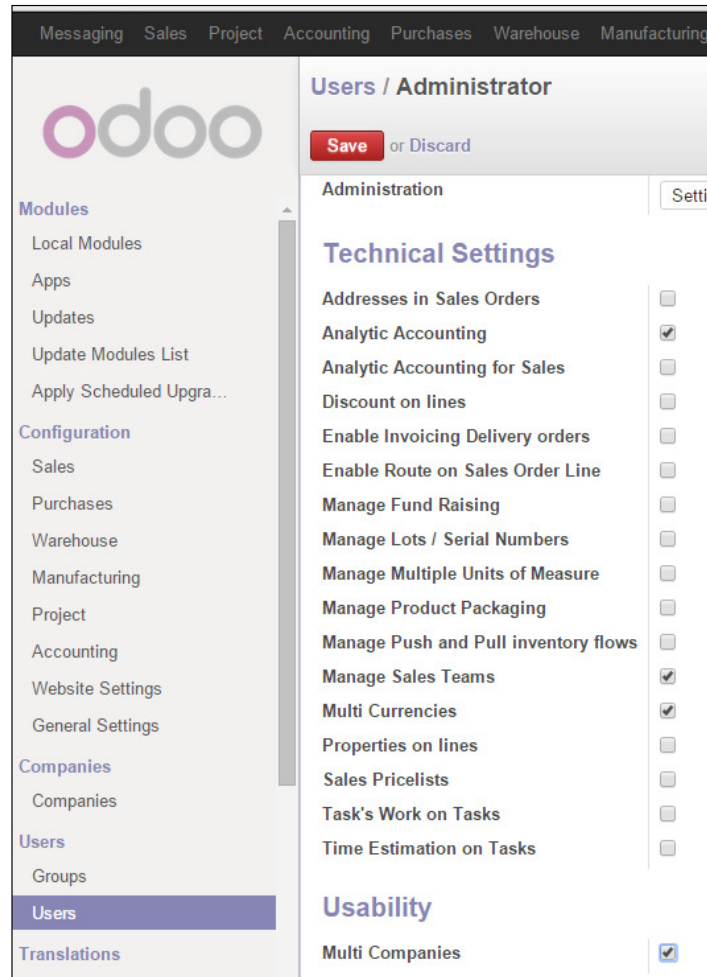 Messaging Sales Project Accounting Purchases Warehouse Manufacturing
odoo
Users / Administrator
Save or Discard
Modules
Local Modules
Apps
Updates
Update Modules List
Apply Scheduled Upgra...
Configuration
Sales
Purchases
Warehouse
Manufacturing
Project
Accounting
Website Settings
General Settings
Companies
Companies
Users
Groups
Users
Translations
Administration Setti
Technical Settings
Addresses in Sales Orders
Analytic Accounting
Analytic Accounting for Sales
Discount on lines
Enable Invoicing Delivery orders
Enable Route on Sales Order Line
Manage Fund Raising
Manage Lots / Serial Numbers
Manage Multiple Units of Measure
Manage Product Packaging
Manage Push and Pull inventory flows
Manage Sales Teams
Multi Currencies
Properties on lines
Sales Pricelists
Task's Work on Tasks
Time Estimation on Tasks
Usability
Multi Companies